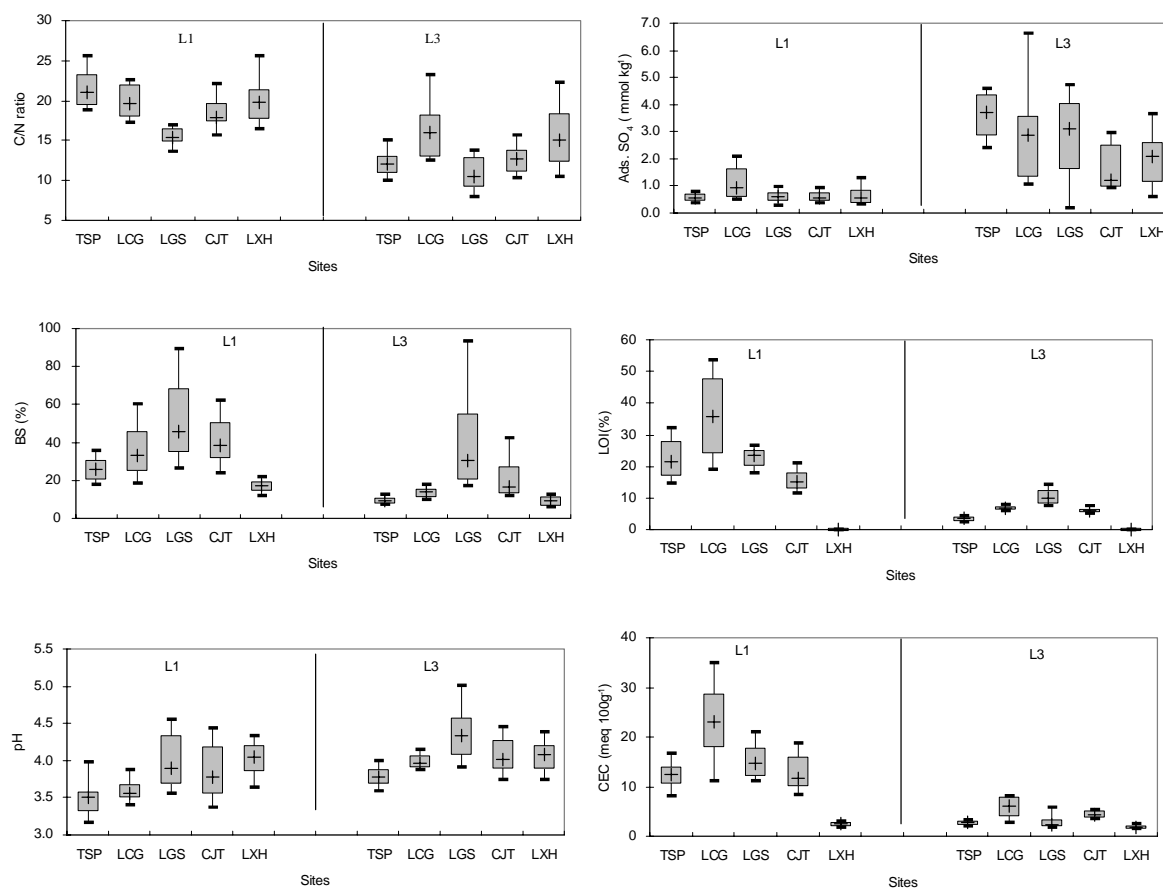 30
25
20
15
10
5
C/N ratio
L1
L3
TSP LCG LGS CJT LXH TSP LCG LGS CJT LXH
Sites
7.0
6.0
5.0
4.0
3.0
2.0
1.0
0.0
Ads. SO4 ( mmol kg1)
L1
L3
TSP LCG LGS CJT LXH TSP LCG LGS CJT LXH
Sites
100
80
60
40
20
0
BS (%)
L1
L3
TSP LCG LGS CJT LXH TSP LCG LGS CJT LXH
Sites
60
50
40
30
20
10
0
LOI(%)
L1
L3
TSP LCG LGS CJT LXH TSP LCG LGS CJT LXH
Sites
5.5
5.0
4.5
4.0
3.5
3.0
pH
L1
L3
TSP LCG LGS CJT LXH TSP LCG LGS CJT LXH
Sites
40
30
20
10
0
CEC (meq 100g-1)
L1
L3
TSP LCG LGS CJT LXH TSP LCG LGS CJT LXH
Sites